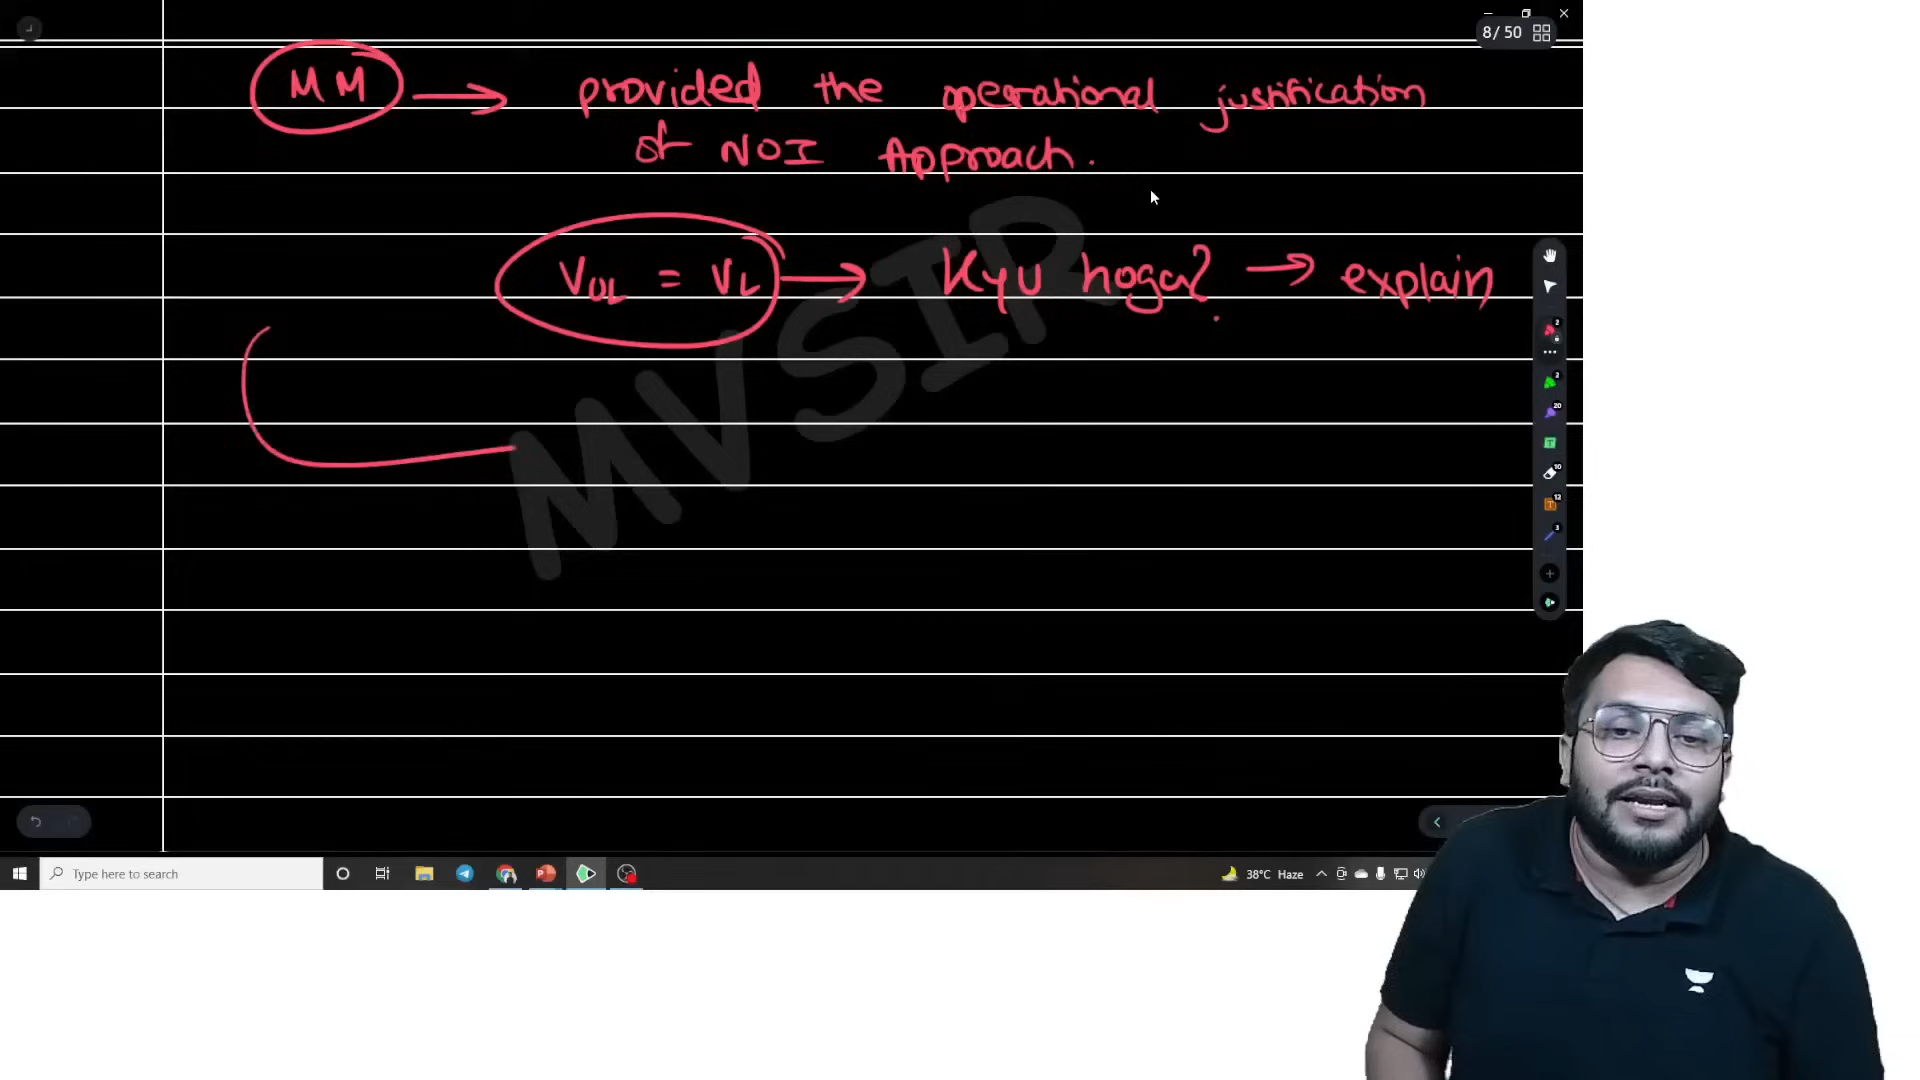 8/50
MM → provided the operational justification
of NOI Approach.
VUL = VL → Kyu hoga? → explain
MVSIR
Type here to search
38°C Haze